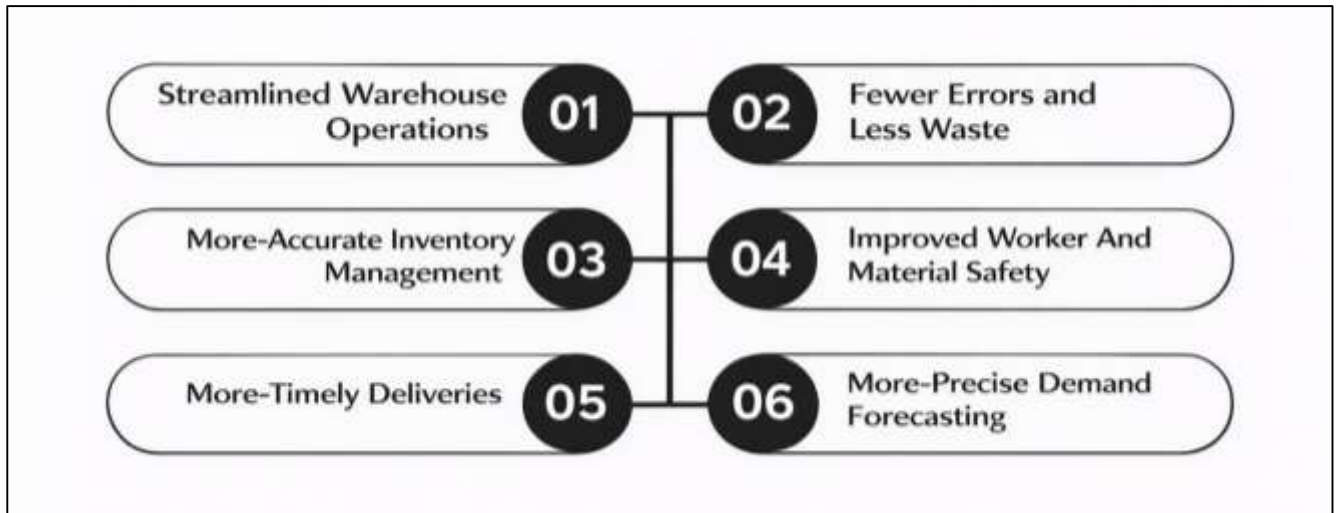 Streamlined Warehouse
Operations
01
02
Fewer Errors and
Less Waste
More-Accurate Inventory
Management
03
04
Improved Worker And
Material Safety
More-Timely Deliveries
05
06
More-Precise Demand
Forecasting